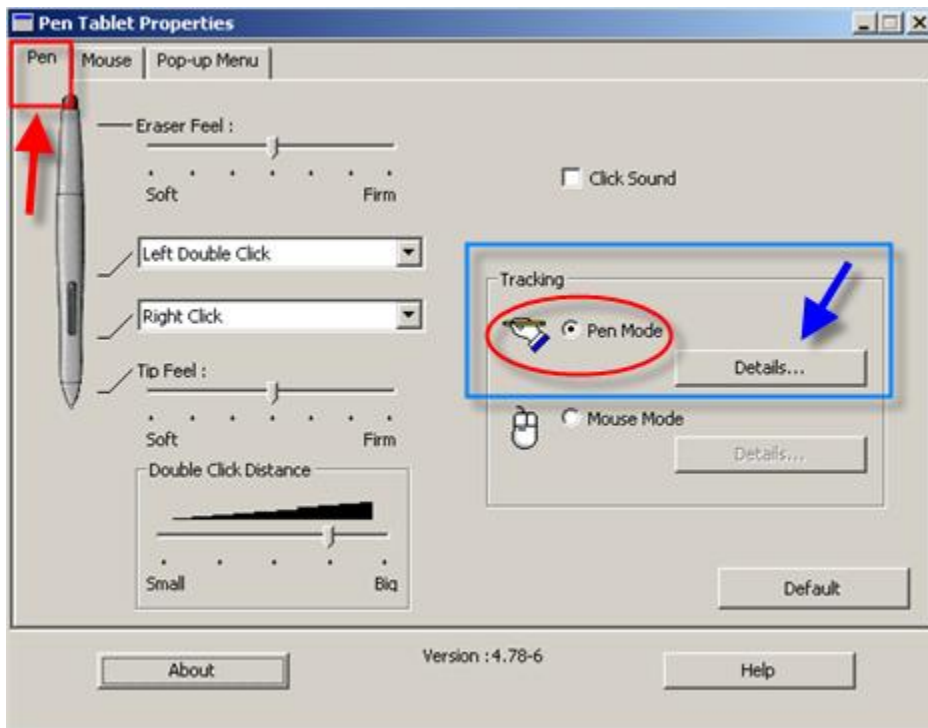 Pen Tablet Properties
Pen Mouse Pop-up Menu
Eraser Feel :
Soft Firm
Click Sound
Left Double Click
Tracking
Right Click
Pen Mode
Details...
Tip Feel :
Soft Firm
Mouse Mode
Details...
Double Click Distance
Small Big
Default
About
Version :4.78-6
Help